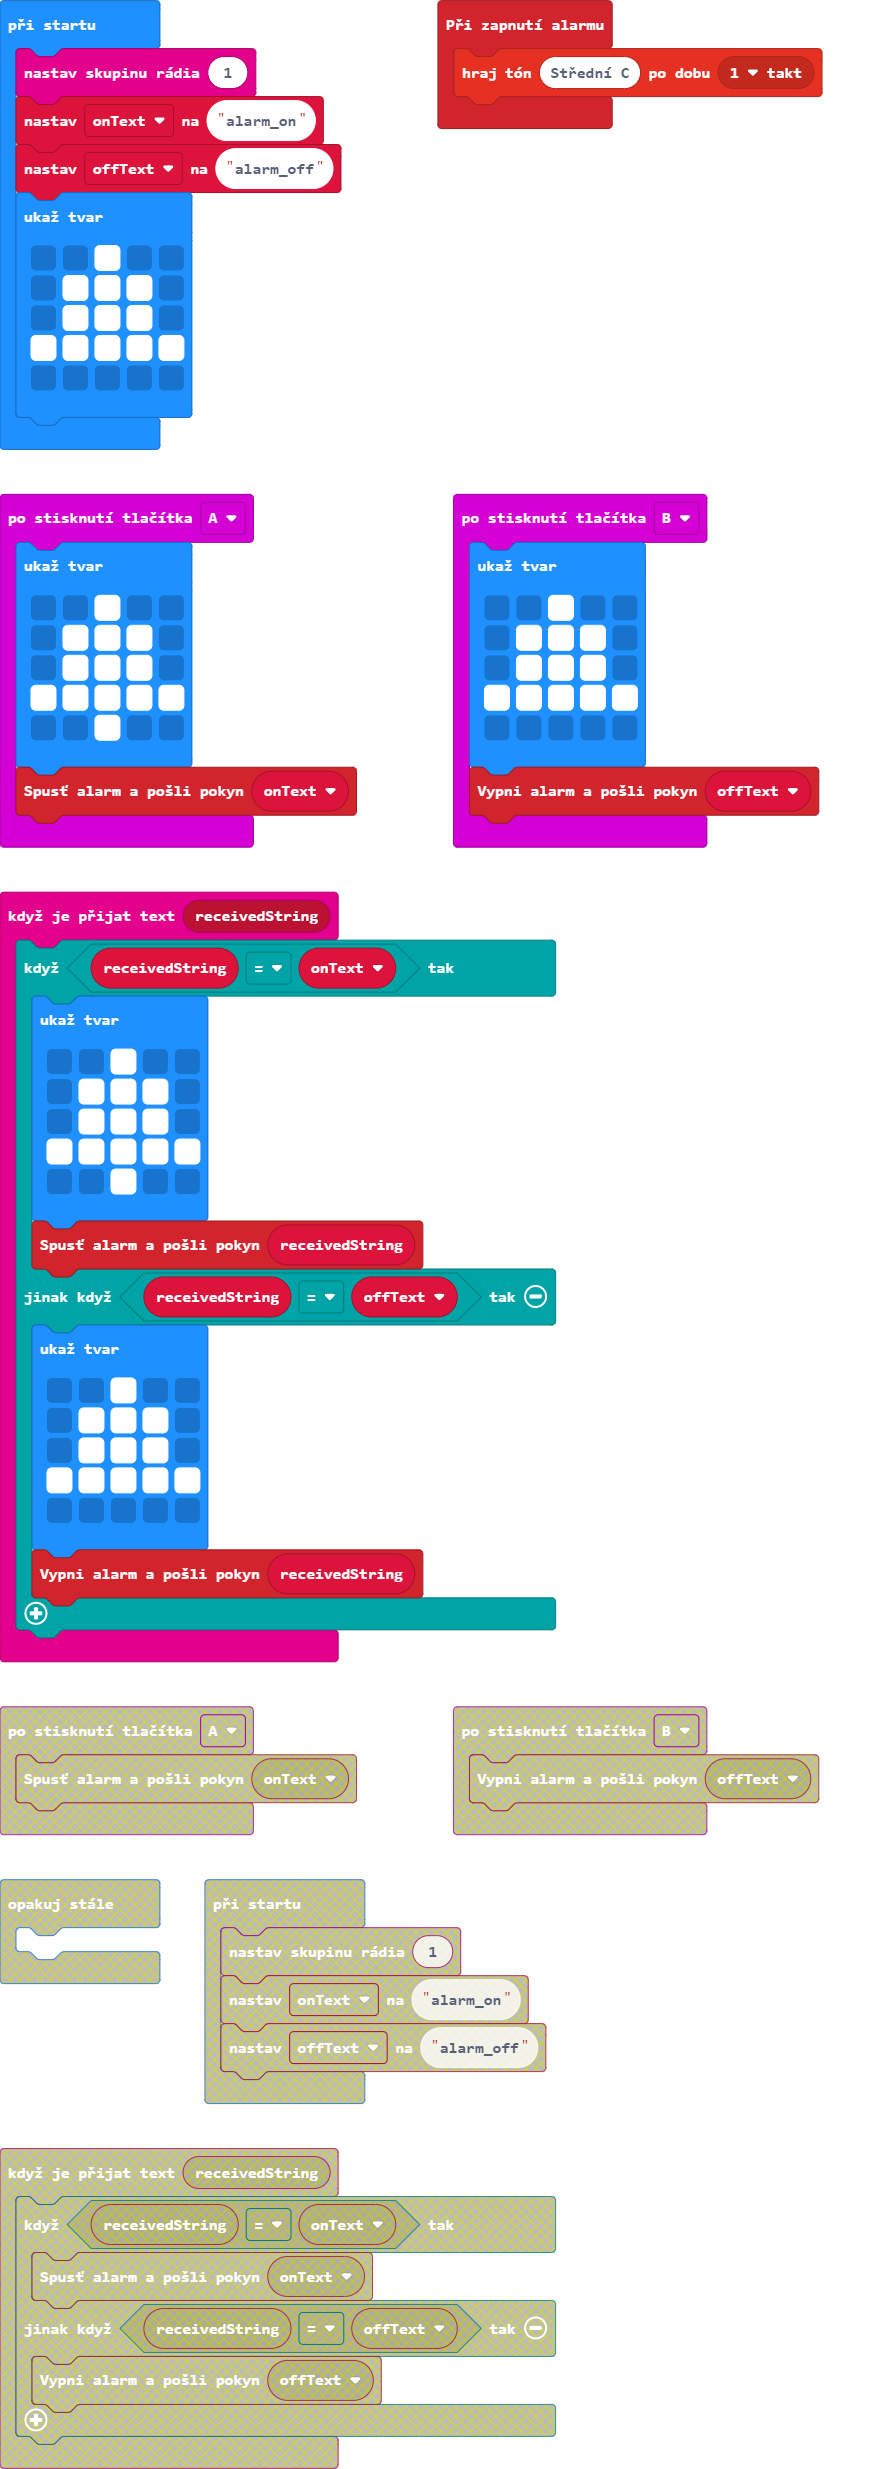 při startu
nastav skupinu rádia 1
nastav onText na "alarm_on"
nastav offText na "alarm_off"
ukaž tvar
Při zapnutí alarmu
hraj tón Střední C po dobu 1 takt
po stisknutí tlačítka A
ukaž tvar
Spusť alarm a pošli pokyn onText
po stisknutí tlačítka B
ukaž tvar
Vypni alarm a pošli pokyn offText
když je přijat text receivedString
když receivedString = onText tak
ukaž tvar
Spusť alarm a pošli pokyn receivedString
jinak když receivedString = offText tak
ukaž tvar
Vypni alarm a pošli pokyn receivedString
po stisknutí tlačítka A
Spusť alarm a pošli pokyn onText
po stisknutí tlačítka B
Vypni alarm a pošli pokyn offText
opakuj stále
při startu
nastav skupinu rádia 1
nastav onText na "alarm_on"
nastav offText na "alarm_off"
když je přijat text receivedString
když receivedString = onText tak
Spusť alarm a pošli pokyn onText
jinak když receivedString = offText tak
Vypni alarm a pošli pokyn offText